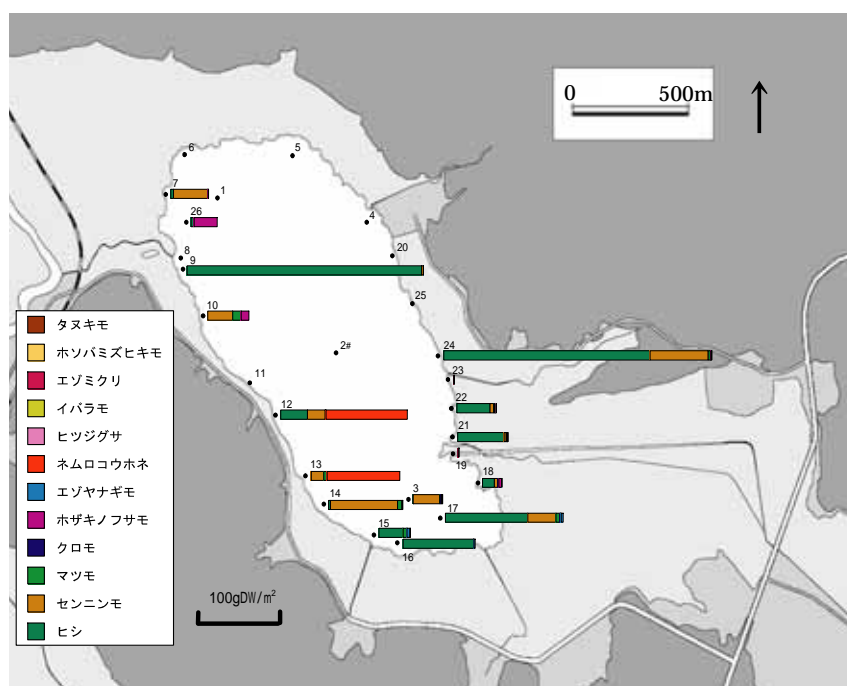 0 500m
6
5
7
1
26
4
8
20
9
25
10
2#
24
11
23
12
22
21
19
13
18
3
14
17
15
16
タヌキモ
ホソバミズヒキモ
エゾミクリ
イバラモ
ヒツジグサ
ネムロコウホネ
エゾヤナギモ
ホザキノフサモ
クロモ
マツモ
センニンモ
ヒシ
100gDW/m²